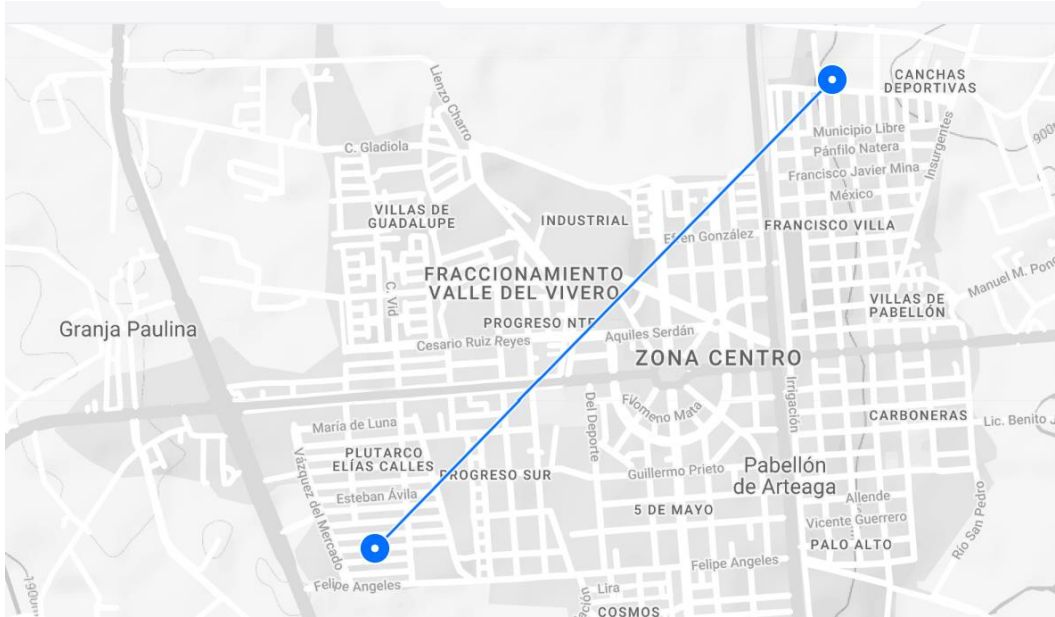 CANCHAS
DEPORTIVAS
Lienzo Charro
Municipio Libre
Insurgentes
C. Gladiola
Pánfilo Natera
Francisco Javier Mina
México
VILLAS DE
GUADALUPE
INDUSTRIAL
FRANCISCO VILLA
González
FRACCIONAMIENTO
VALLE DEL VIVERO
C. Vid
Manuel M. Ponc
VILLAS DE
PABELLÓN
Granja Paulina
PROGRESO NTE
Aquiles Serdán
Cesario Ruiz Reyes
ZONA CENTRO
Irrigación
Del Deporte
Mata
CARBONERAS
Lic. Benito J
María de Luna
PLUTARCO
ELÍAS CALLES
Vázquez del Mercado
PROGRESO SUR
Guillermo Prieto
Pabellón
de Arteaga
Esteban Ávila
Allende
5 DE MAYO
Vicente Guerrero
PALO ALTO
Río San Pedro
Felipe Angeles
Felipe Angeles
Lira
COSMOS